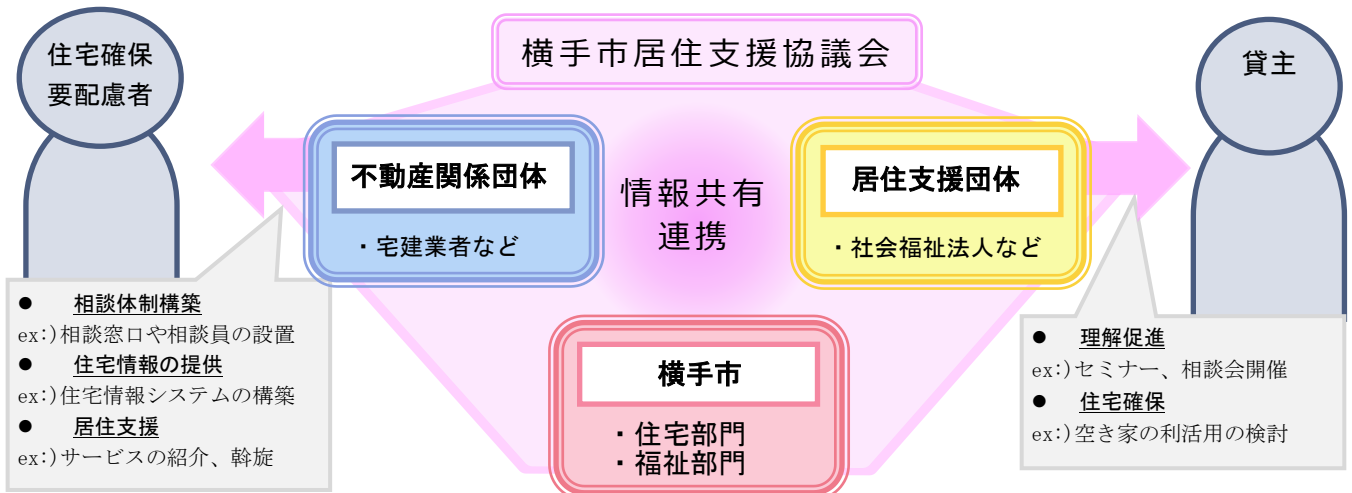 横手市居住支援協議会
住宅確保
要配慮者
貸主
不動産関係団体
・宅建業者など
情報共有
連携
居住支援団体
・社会福祉法人など
横手市
・住宅部門
・福祉部門
● 相談体制構築
ex:)相談窓口や相談員の設置
● 住宅情報の提供
ex:)住宅情報システムの構築
● 居住支援
ex:)サービスの紹介、斡旋
● 理解促進
ex:)セミナー、相談会開催
● 住宅確保
ex:)空き家の利活用の検討